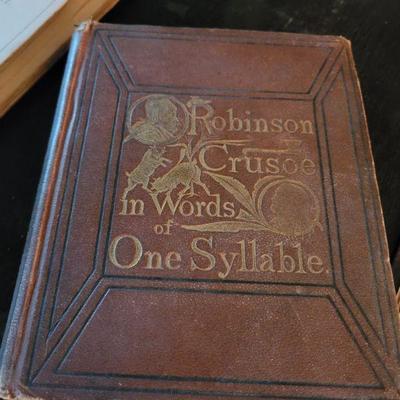 Robinson
Crusoe
in Words
of
One Syllable.